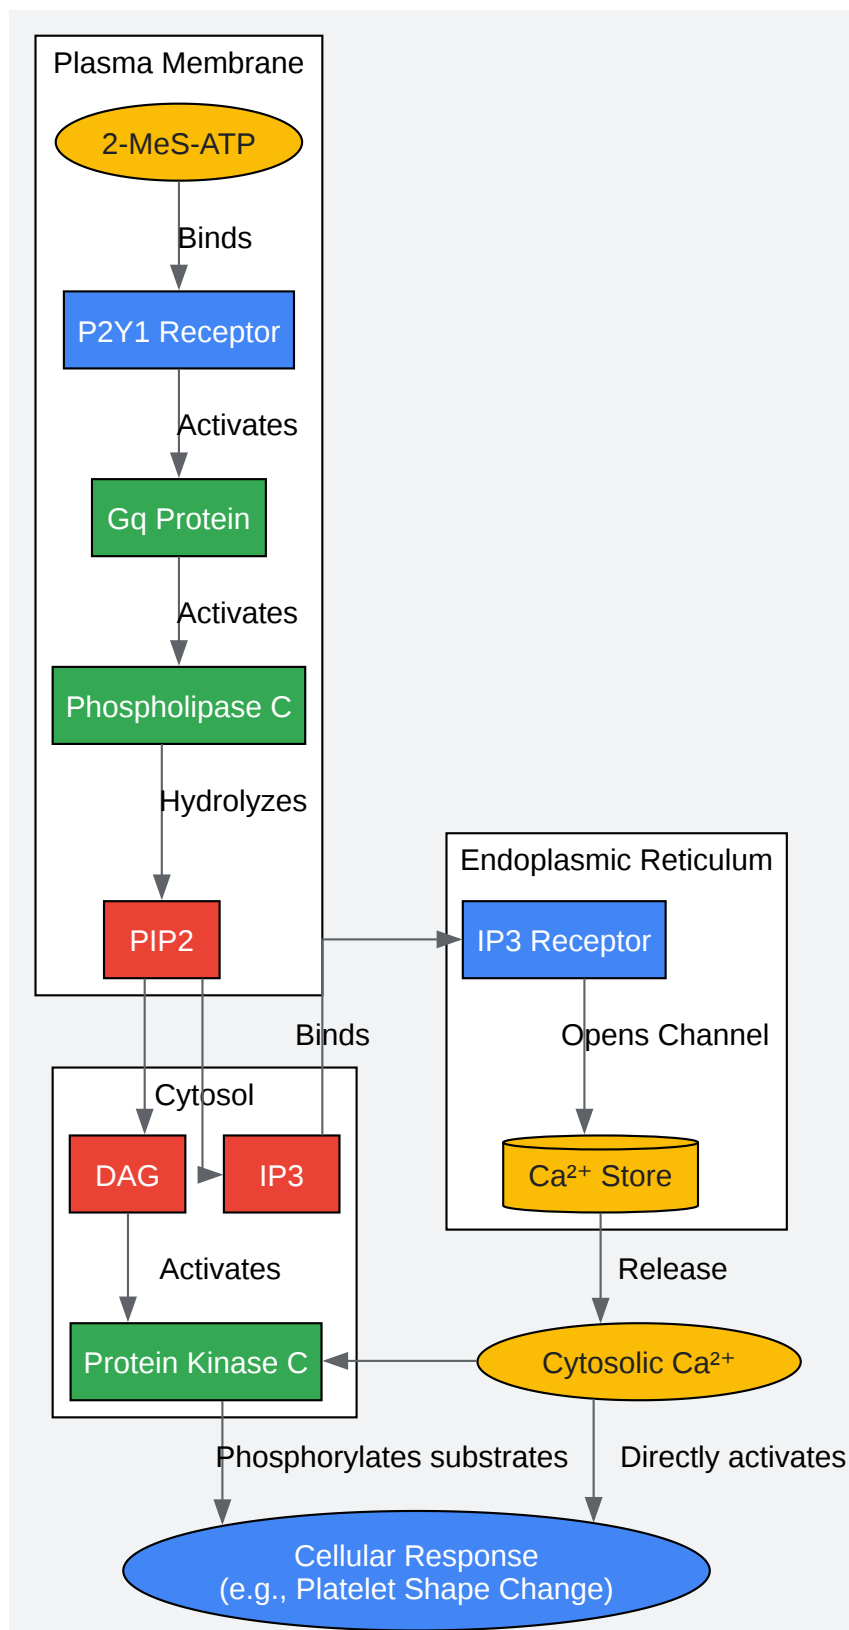 Plasma Membrane
2-MeS-ATP
Binds
P2Y1 Receptor
Activates
Gq Protein
Activates
Phospholipase C
Hydrolyzes
PIP2
Endoplasmic Reticulum
IP3 Receptor
Binds
Opens Channel
Cytosol
DAG
IP3
Ca²⁺ Store
Activates
Release
Protein Kinase C
Cytosolic Ca²⁺
Phosphorylates substrates
Directly activates
Cellular Response
(e.g., Platelet Shape Change)